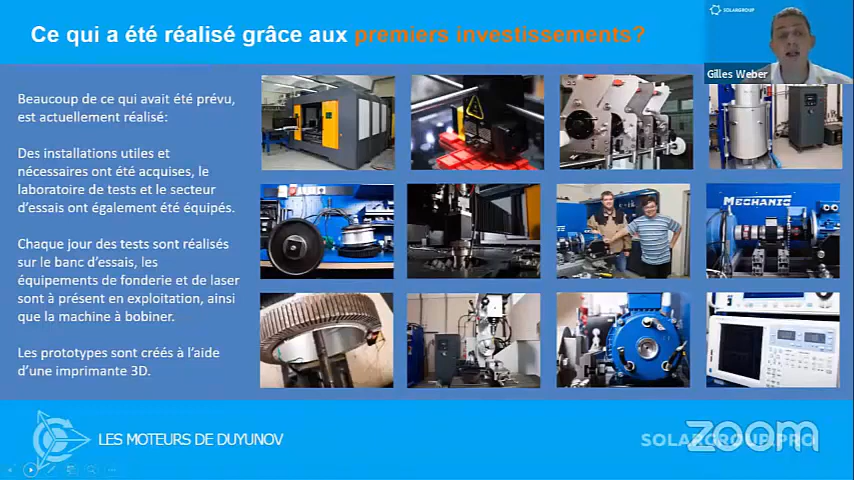 Ce qui a été réalisé grâce aux premiers investissements?
SOLARGROUP
Gilles Weber
Beaucoup de ce qui avait été prévu,
est actuellement réalisé:
Des installations utiles et
nécessaires ont été acquises, le
laboratoire de tests et le secteur
d'essais ont également été équipés.
Chaque jour des tests sont réalisés
sur le banc d'essais, les
équipements de fonderie et de laser
sont à présent en exploitation, ainsi
que la machine à bobiner.
Les prototypes sont créés à l'aide
d'une imprimante 3D.
MECHANIC
LES MOTEURS DE DUYUNOV
SOLARGROUP.PRO
zoom